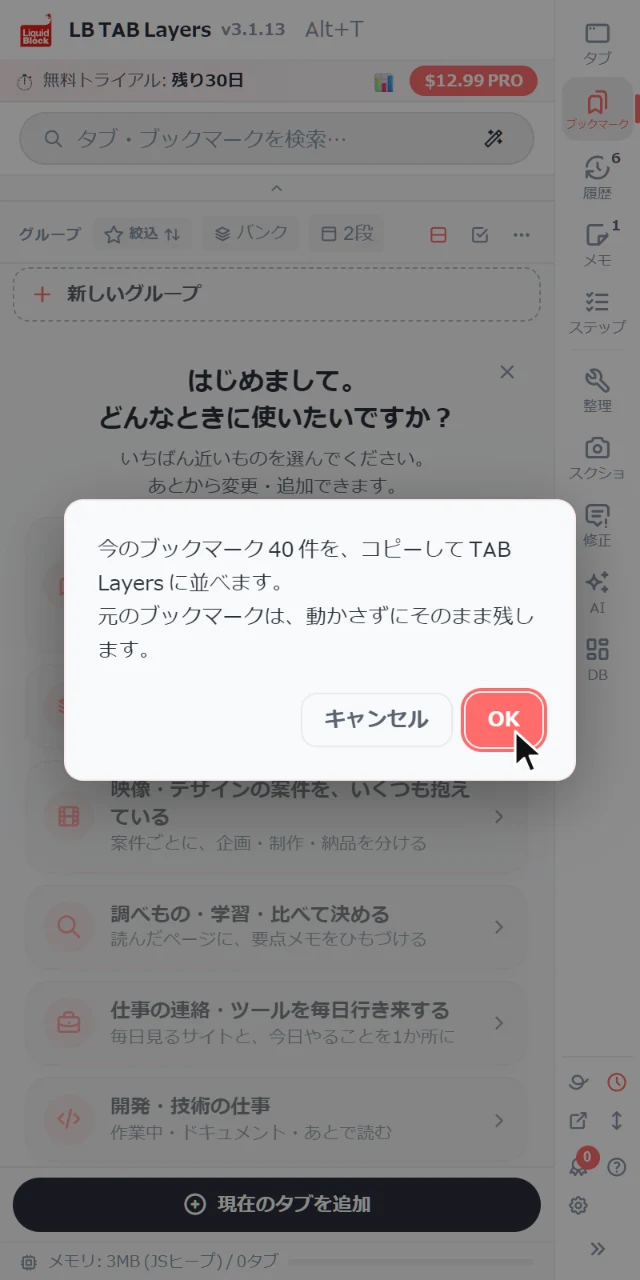 Liquid Block
LB TAB Layers v3.1.13 Alt+T
無料トライアル: 残り30日
$12.99 PRO
タブ・ブックマークを検索…
グループ
絞込
バンク
2段
新しいグループ
はじめまして。
どんなときに使いたいですか？
いちばん近いものを選んでください。
あとから変更・追加できます。
今のブックマーク 40 件を、コピーして TAB
Layers に並べます。
元のブックマークは、動かさずにそのまま残し
ます。
キャンセル
OK
映像・デザインの案件を、いくつも抱え
ている
案件ごとに、企画・制作・納品を分ける
調べもの・学習・比べて決める
読んだページに、要点メモをひもづける
仕事の連絡・ツールを毎日行き来する
毎日見るサイトと、今日やることを1か所に
開発・技術の仕事
作業中・ドキュメント・あとで読む
現在のタブを追加
メモリ: 3MB (JSヒープ) / 0タブ
タブ
ブックマーク
6
履歴
1
メモ
ステップ
整理
スクショ
修正
AI
DB
0